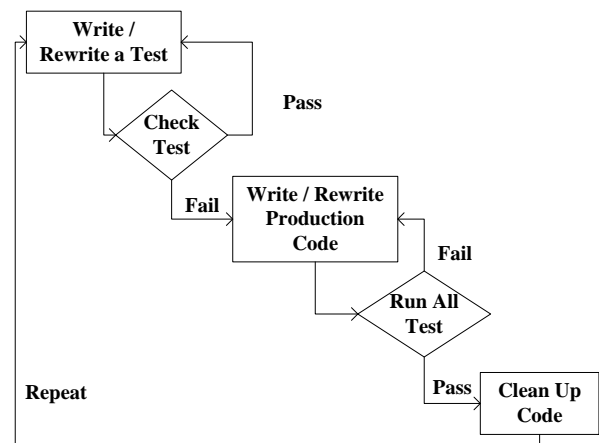 Write /
Rewrite a Test
Pass
Check
Test
Fail
Write / Rewrite
Production
Code
Fail
Run All
Test
Repeat
Pass
Clean Up
Code